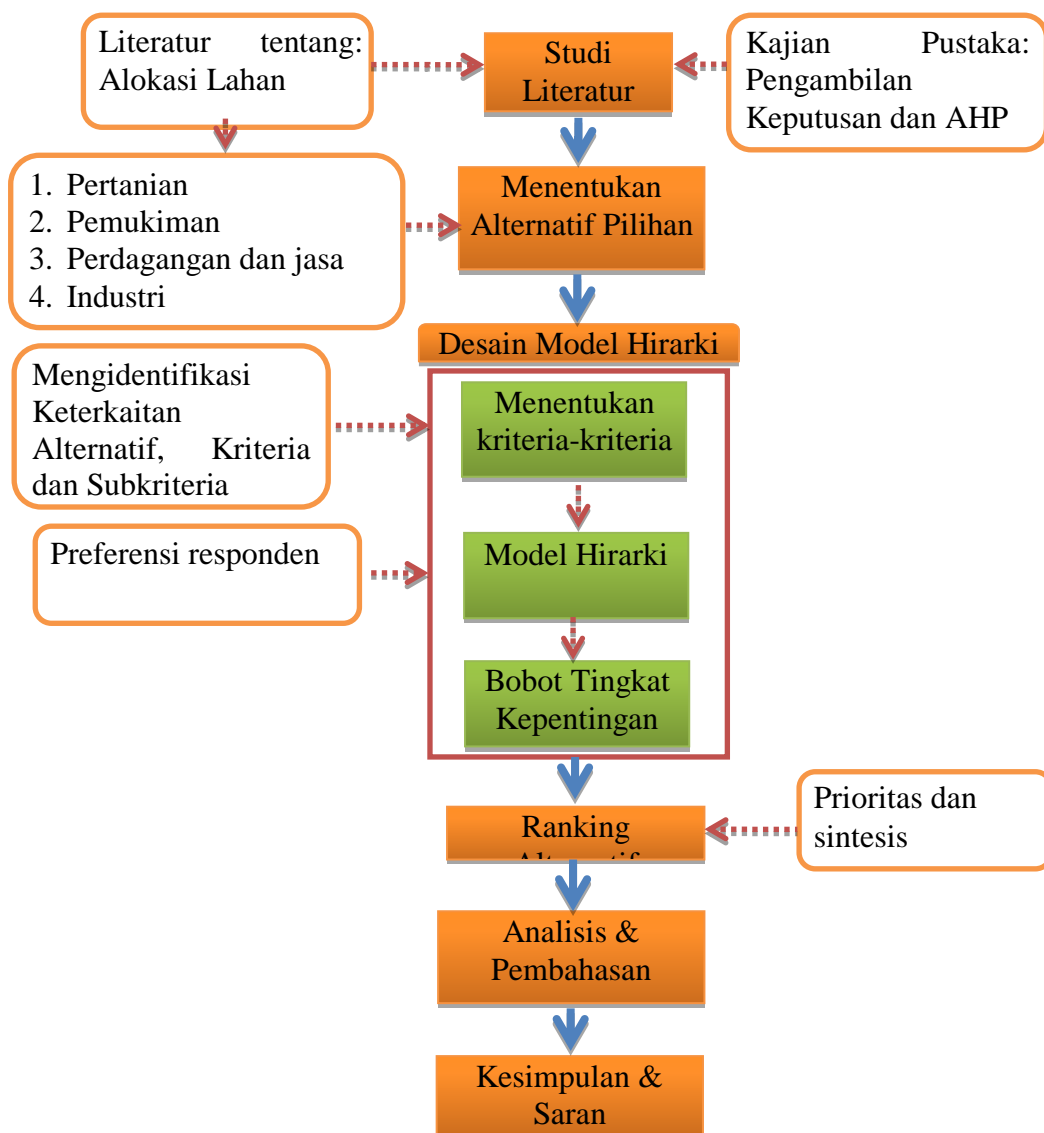 Literatur tentang:
Alokasi Lahan
Studi
Literatur
Kajian Pustaka:
Pengambilan
Keputusan dan AHP
1. Pertanian
2. Pemukiman
3. Perdagangan dan jasa
4. Industri
Menentukan
Alternatif Pilihan
Desain Model Hirarki
Mengidentifikasi
Keterkaitan
Alternatif, Kriteria
dan Subkriteria
Menentukan
kriteria-kriteria
Preferensi responden
Model Hirarki
Bobot Tingkat
Kepentingan
Ranking
Prioritas dan
sintesis
Analisis &
Pembahasan
Kesimpulan &
Saran